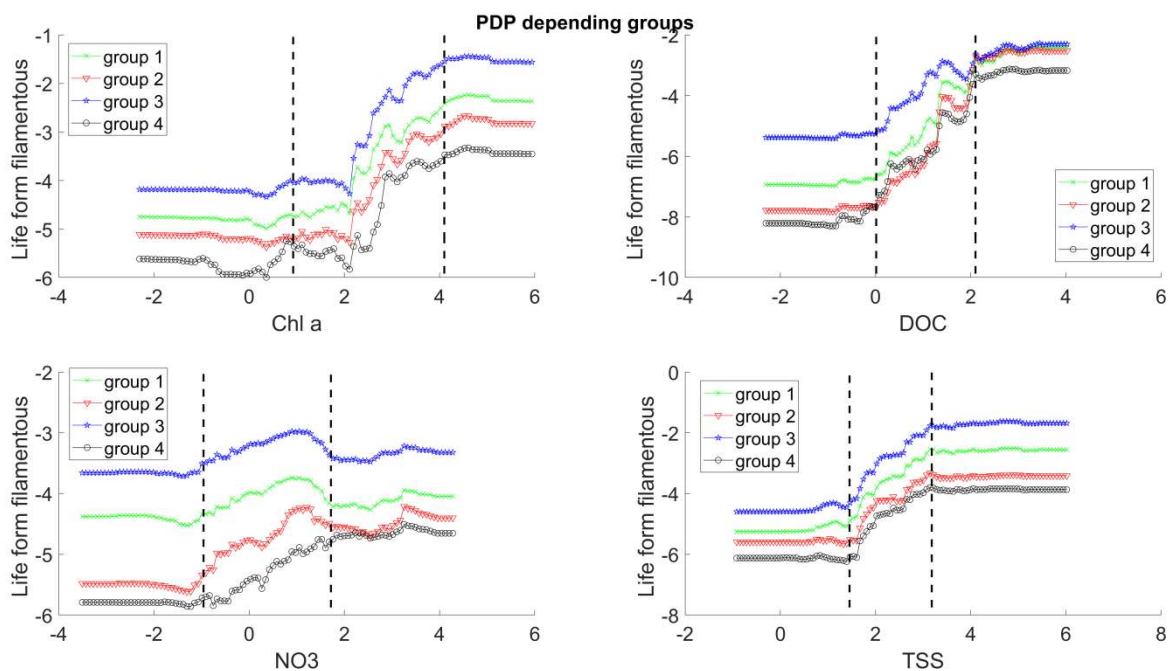 PDP depending groups
-1
-2
-3
-4
-5
-6
Life form filamentous
group 1
group 2
group 3
group 4
-4
-2
0
2
4
6
Chl a
-2
-4
-6
-8
-10
Life form filamentous
group 1
group 2
group 3
group 4
-4
-2
0
2
4
6
DOC
-2
-3
-4
-5
-6
Life form filamentous
group 1
group 2
group 3
group 4
-4
-2
0
2
4
6
NO3
0
-2
-4
-6
-8
Life form filamentous
group 1
group 2
group 3
group 4
-2
0
2
4
6
8
TSS